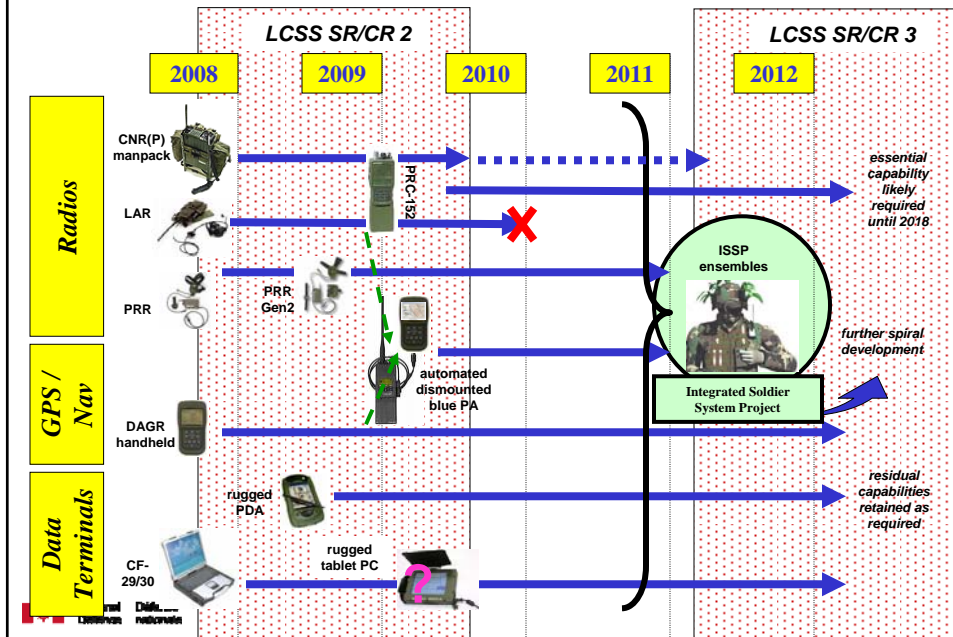 LCSS SR/CR 2
LCSS SR/CR 3
2008
2009
2010
2011
2012
Radios
CNR(P)
manpack
PRC-152
essential
capability
likely
required
until 2018
LAR
PRR
PRR
Gen2
ISSP
ensembles
further spiral
development
GPS /
Nav
automated
dismounted
blue PA
Integrated Soldier
System Project
DAGR
handheld
Data
Terminals
rugged
PDA
residual
capabilities
retained as
required
CF-
29/30
rugged
tablet PC
?
nationale